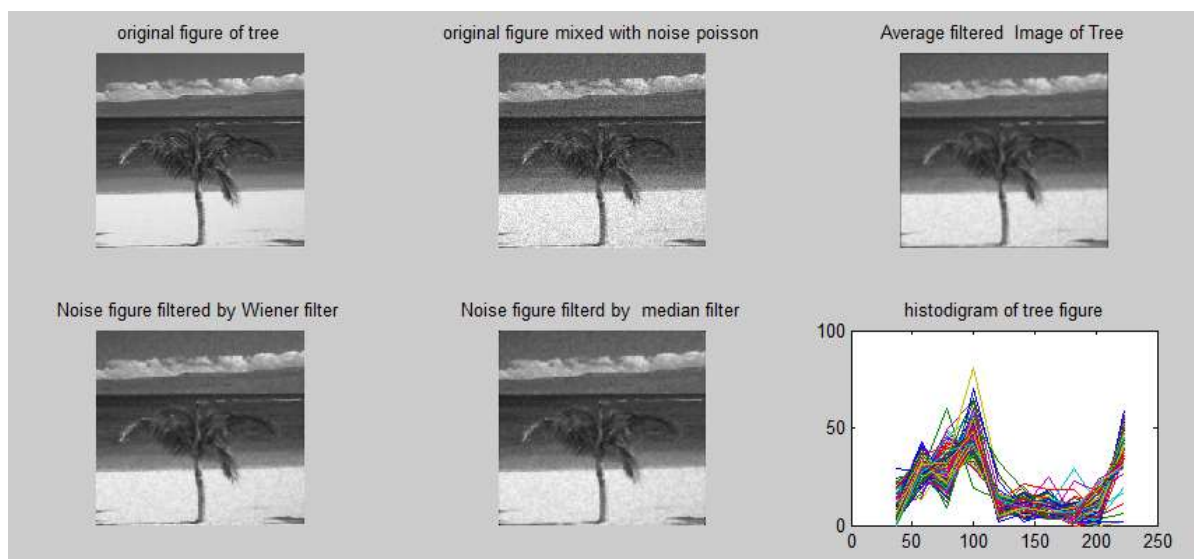 original figure of tree
original figure mixed with noise poisson
Average filtered Image of Tree
Noise figure filtered by Wiener filter
Noise figure filterd by median filter
histodigram of tree figure
100
50
0
0 50 100 150 200 250